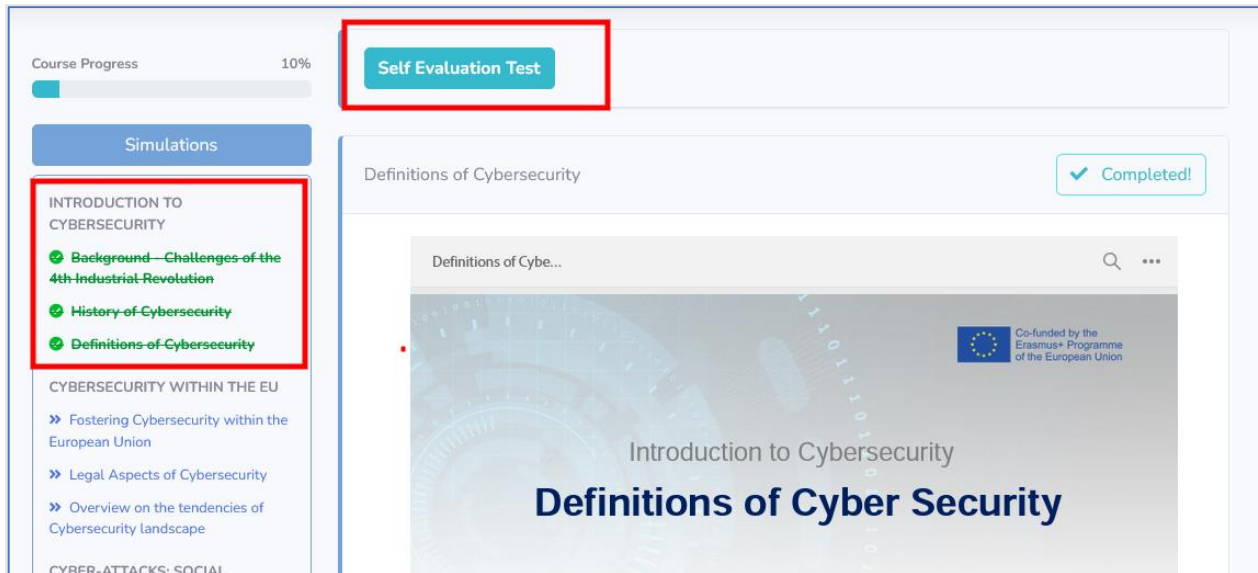 Course Progress 10%
Simulations
INTRODUCTION TO
CYBERSECURITY
Background - Challenges of the
4th Industrial Revolution
History of Cybersecurity
Definitions of Cybersecurity
CYBERSECURITY WITHIN THE EU
Fostering Cybersecurity within the
European Union
Legal Aspects of Cybersecurity
Overview on the tendencies of
Cybersecurity landscape
CYBER-ATTACKS: SOCIAL
Self Evaluation Test
Definitions of Cybersecurity
Completed!
Definitions of Cybe...
Co-funded by the
Erasmus+ Programme
of the European Union
Introduction to Cybersecurity
Definitions of Cyber Security